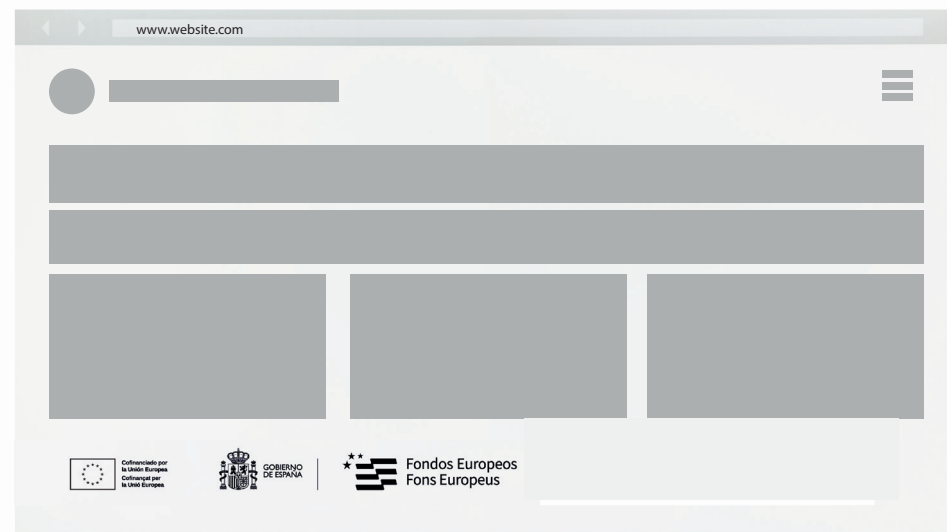 www.website.com
Cofinanciado por
la Unión Europea
Cofinançat per
la Unió Europea
GOBIERNO
DE ESPAÑA
Fondos Europeos
Fons Europeus